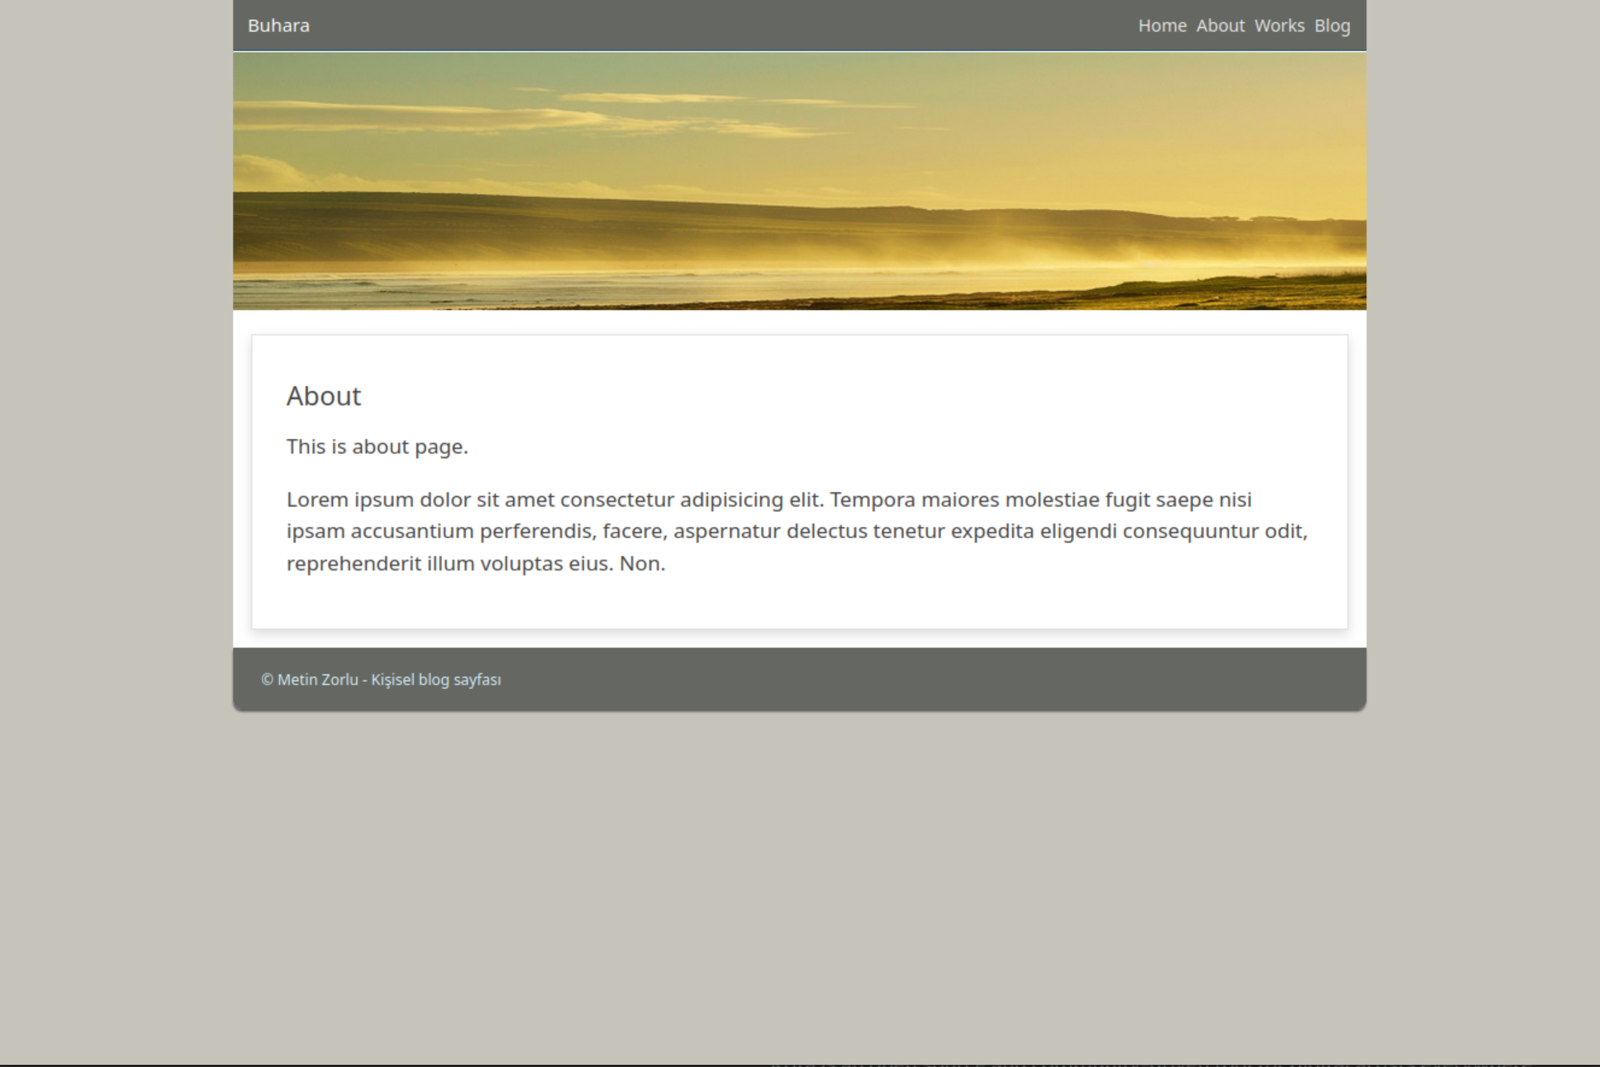 Buhara
Home About Works Blog
About
This is about page.
Lorem ipsum dolor sit amet consectetur adipisicing elit. Tempora maiores molestiae fugit saepe nisi
ipsam accusantium perferendis, facere, aspernatur delectus tenetur expedita eligendi consequuntur odit,
reprehenderit illum voluptas eius. Non.
© Metin Zorlu - Kişisel blog sayfası